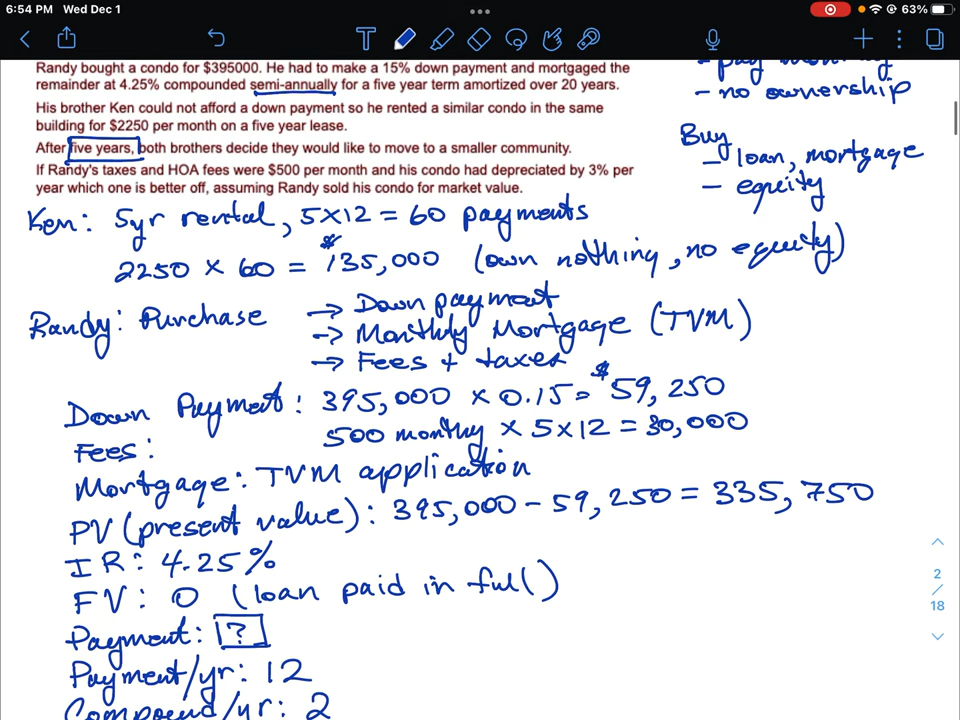 6:54 PM Wed Dec 1
63%
Randy bought a condo for $395000. He had to make a 15% down payment and mortgaged the
remainder at 4.25% compounded semi-annually for a five year term amortized over 20 years.
His brother Ken could not afford a down payment so he rented a similar condo in the same
building for $2250 per month on a five year lease.
After five years, both brothers decide they would like to move to a smaller community.
If Randy's taxes and HOA fees were $500 per month and his condo had depreciated by 3% per
year which one is better off, assuming Randy sold his condo for market value.
- no ownership
Buy
- loan, mortgage
- equity
Ken: 5yr rental, 5×12 = 60 payments
2250 × 60 = $135,000 (own nothing, no equity)
Randy: Purchase → Down payment
→ Monthly Mortgage (TVM)
→ Fees + taxes
Down Payment: 395,000 × 0.15 = $59,250
Fees: 500 monthly × 5×12 = 30,000
Mortgage: TVM application
PV (present value): 395,000 - 59,250 = 335,750
IR: 4.25%
FV: 0 (loan paid in full)
Payment: ?
Payment/yr: 12
Compound/yr: 2
2
/
18